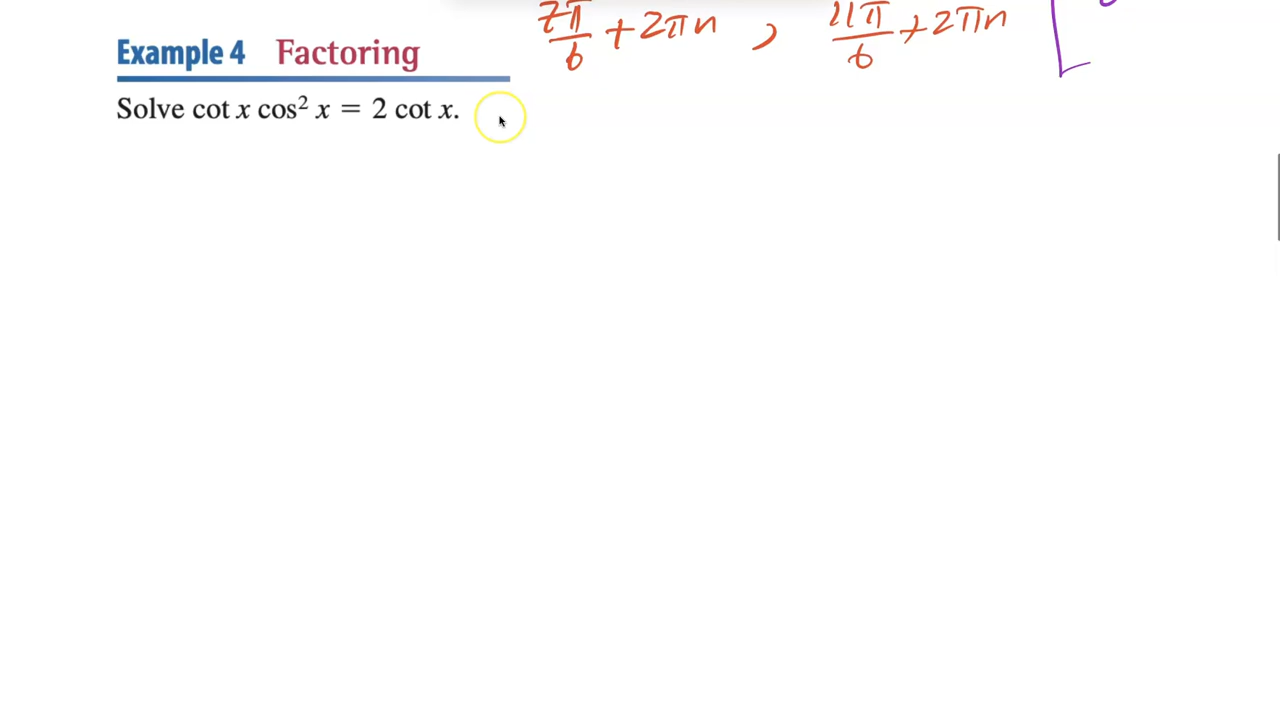 7π/6 + 2πn , 11π/6 + 2πn
Example 4 Factoring
Solve cot x cos² x = 2 cot x.